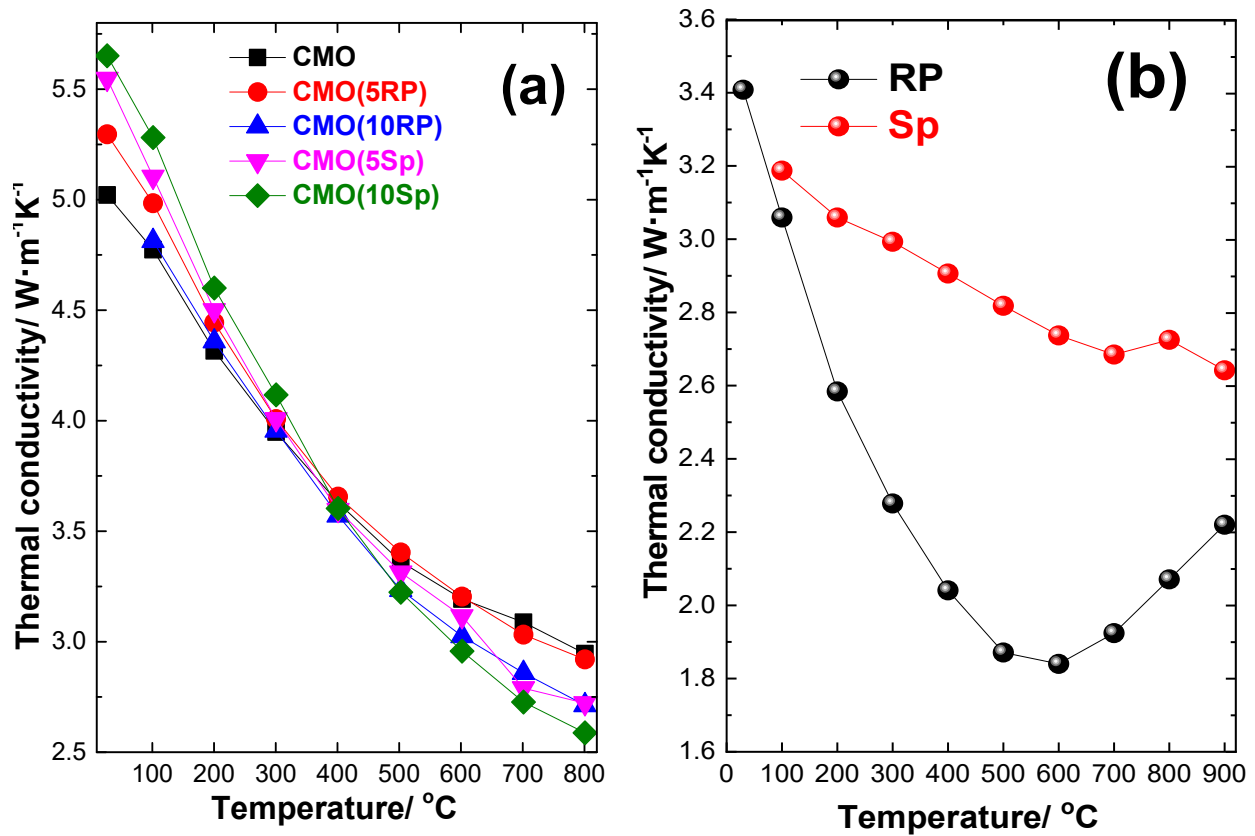 (a)
CMO
CMO(5RP)
CMO(10RP)
CMO(5Sp)
CMO(10Sp)
5.5
5.0
4.5
4.0
3.5
3.0
2.5
Thermal conductivity/ W·m⁻¹K⁻¹
100 200 300 400 500 600 700 800
Temperature/ °C
(b)
RP
Sp
3.6
3.4
3.2
3.0
2.8
2.6
2.4
2.2
2.0
1.8
1.6
Thermal conductivity/ W·m⁻¹K⁻¹
0 100 200 300 400 500 600 700 800 900
Temperature/ °C